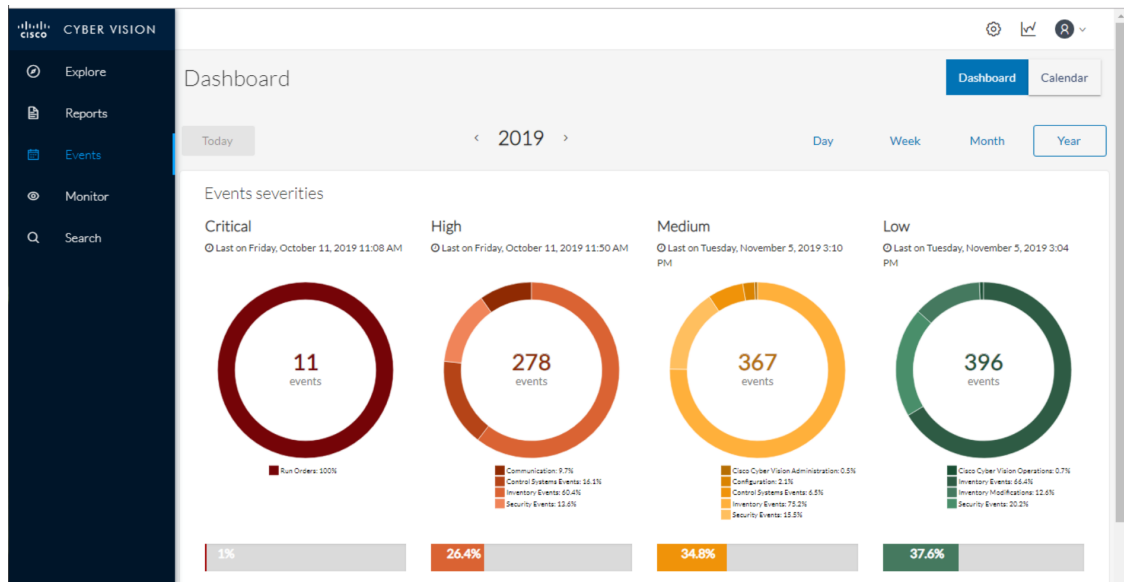 cisco CYBER VISION
Explore
Reports
Events
Monitor
Search
Dashboard
Dashboard Calendar
Today
‹ 2019 ›
Day Week Month Year
Events severities
Critical
Last on Friday, October 11, 2019 11:08 AM
11
events
Run Orders: 100%
1%
High
Last on Friday, October 11, 2019 11:50 AM
278
events
Communication: 9.7%
Control Systems Events: 16.1%
Inventory Events: 60.4%
Security Events: 13.6%
26.4%
Medium
Last on Tuesday, November 5, 2019 3:10
PM
367
events
Cisco Cyber Vision Administration: 0.5%
Configuration: 2.1%
Control Systems Events: 6.5%
Inventory Events: 75.2%
Security Events: 15.5%
34.8%
Low
Last on Tuesday, November 5, 2019 3:04
PM
396
events
Cisco Cyber Vision Operations: 0.7%
Inventory Events: 66.4%
Inventory Modifications: 12.6%
Security Events: 20.2%
37.6%